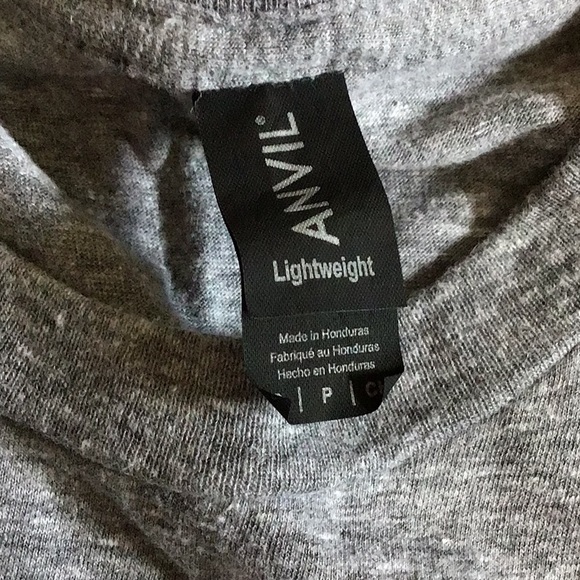 ANVIL®
Lightweight
Made in Honduras
Fabriqué au Honduras
Hecho en Honduras
| P |